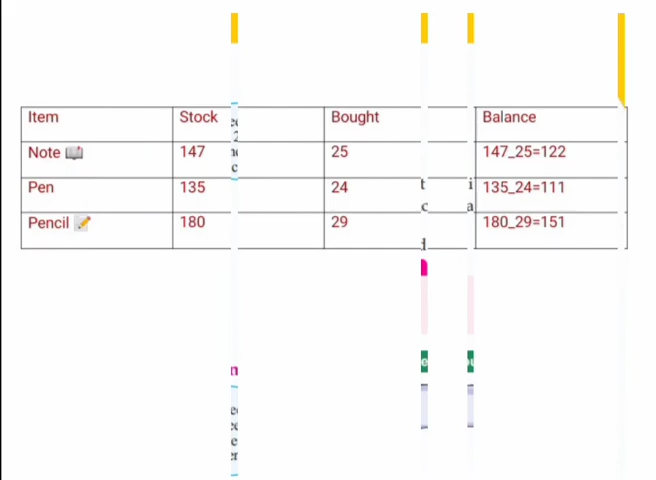 Item Stock Bought Balance
Note 📖 147 25 147_25=122
Pen 135 24 135_24=111
Pencil 📝 180 29 180_29=151